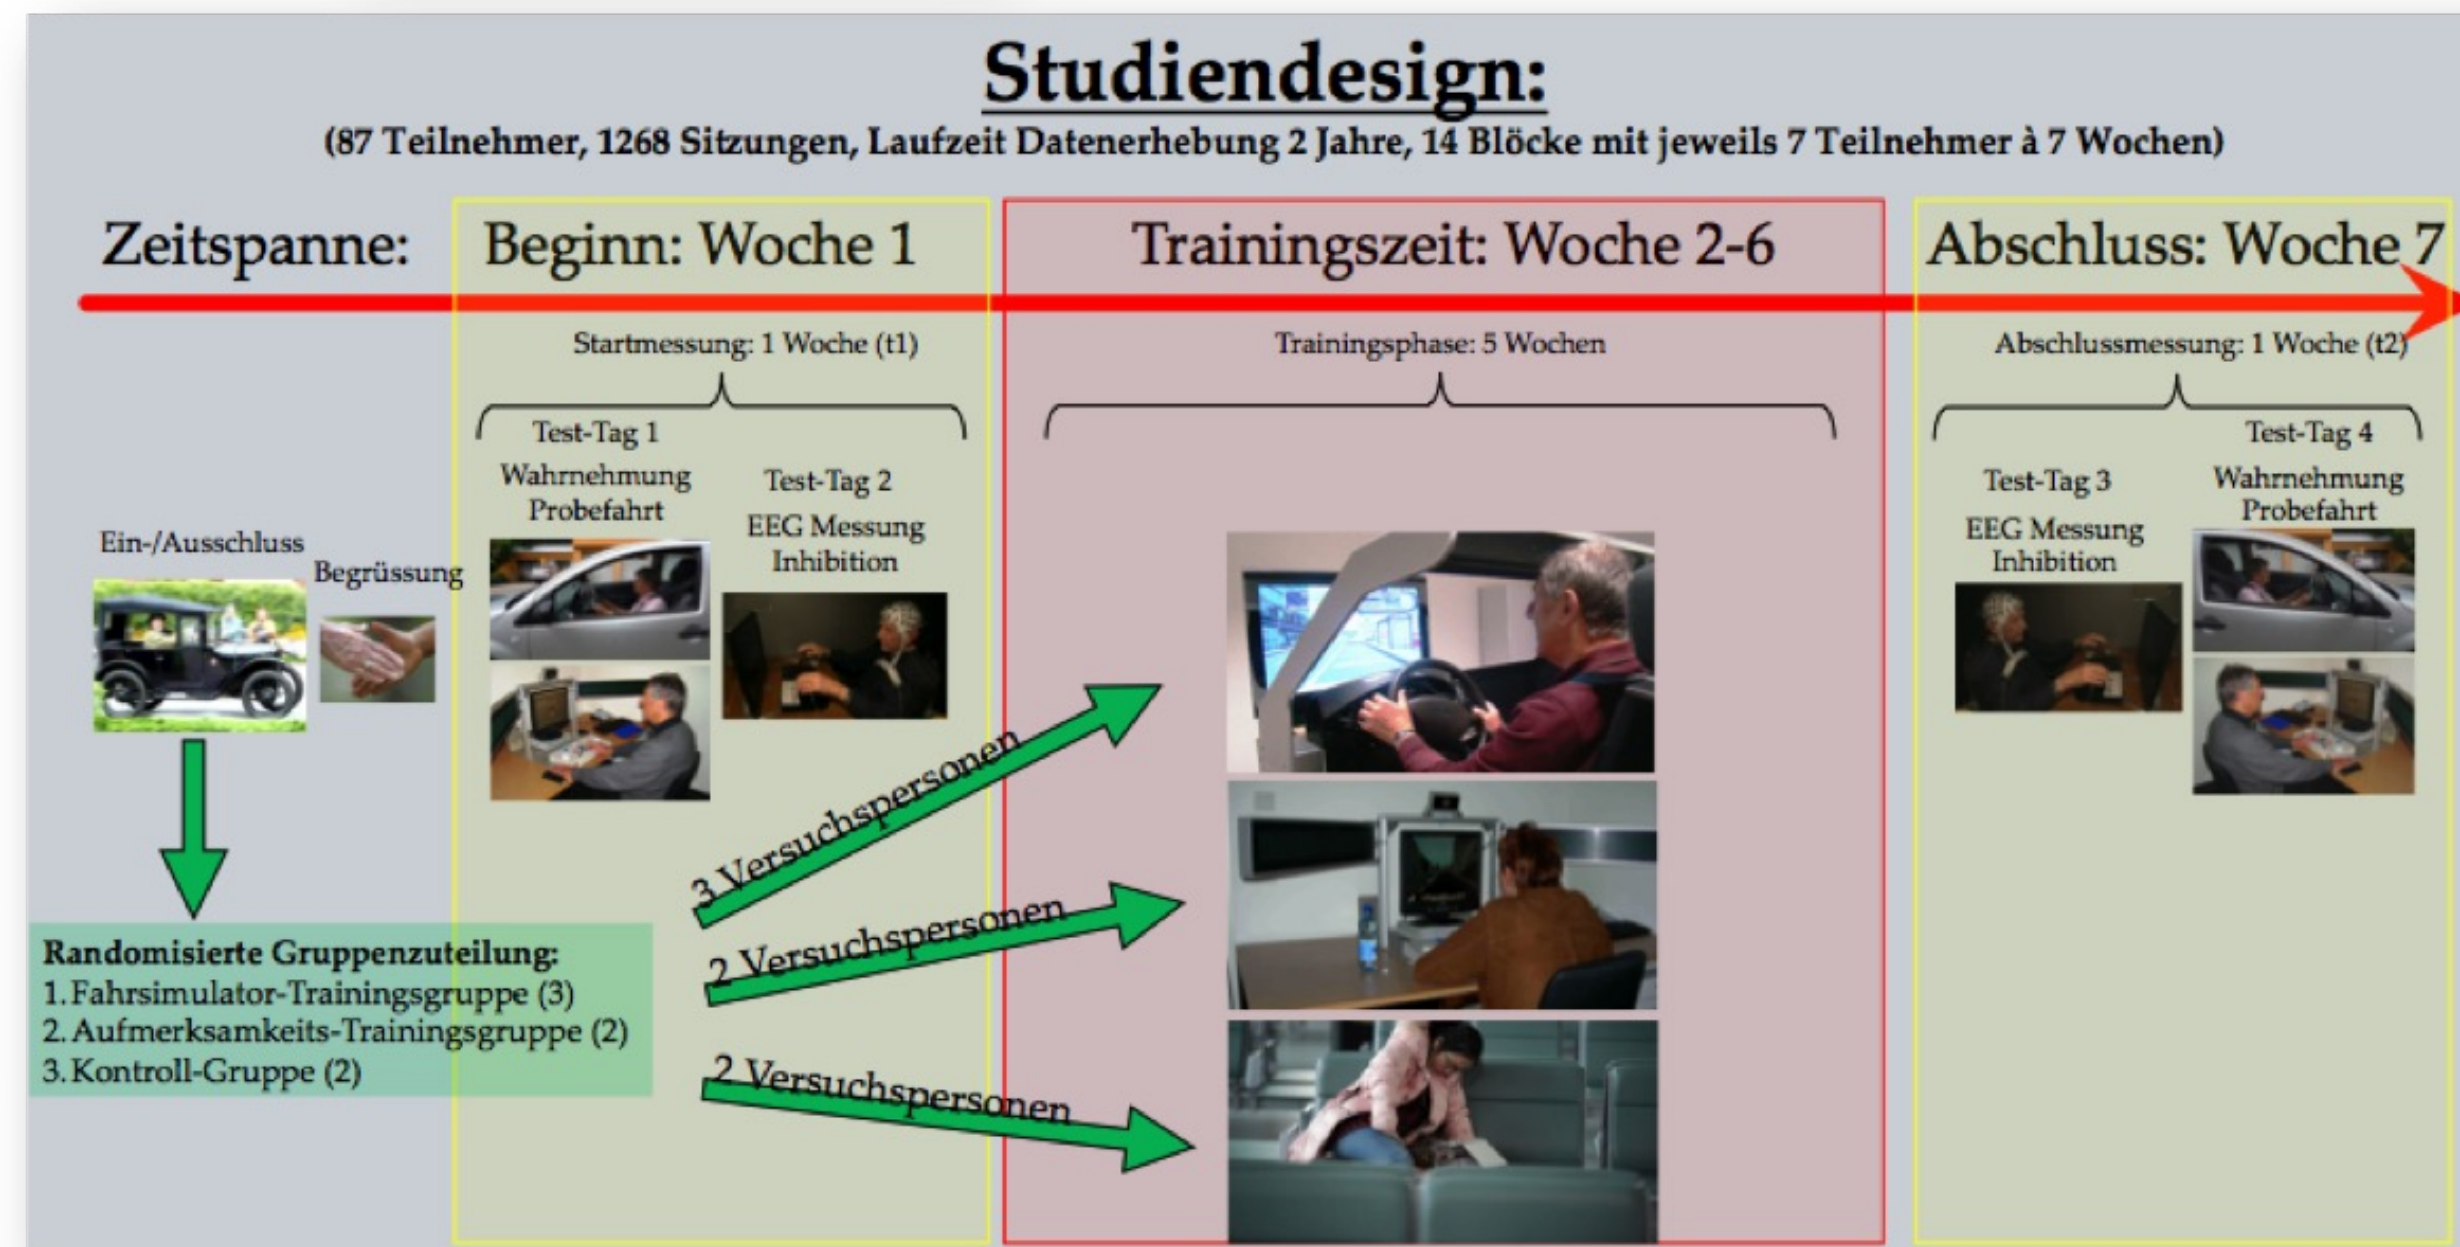 Studiendesign:
(87 Teilnehmer, 1268 Sitzungen, Laufzeit Datenerhebung 2 Jahre, 14 Blöcke mit jeweils 7 Teilnehmer à 7 Wochen)
Zeitspanne:
Beginn: Woche 1
Trainingszeit: Woche 2-6
Abschluss: Woche 7
Startmessung: 1 Woche (t1)
Trainingsphase: 5 Wochen
Abschlussmessung: 1 Woche (t2)
Ein-/Ausschluss
Begrüssung
Test-Tag 1
Wahrnehmung
Probefahrt
Test-Tag 2
EEG Messung
Inhibition
Test-Tag 3
EEG Messung
Inhibition
Test-Tag 4
Wahrnehmung
Probefahrt
3 Versuchspersonen
2 Versuchspersonen
2 Versuchspersonen
Randomisierte Gruppenzuteilung:
1. Fahrsimulator-Trainingsgruppe (3)
2. Aufmerksamkeits-Trainingsgruppe (2)
3. Kontroll-Gruppe (2)